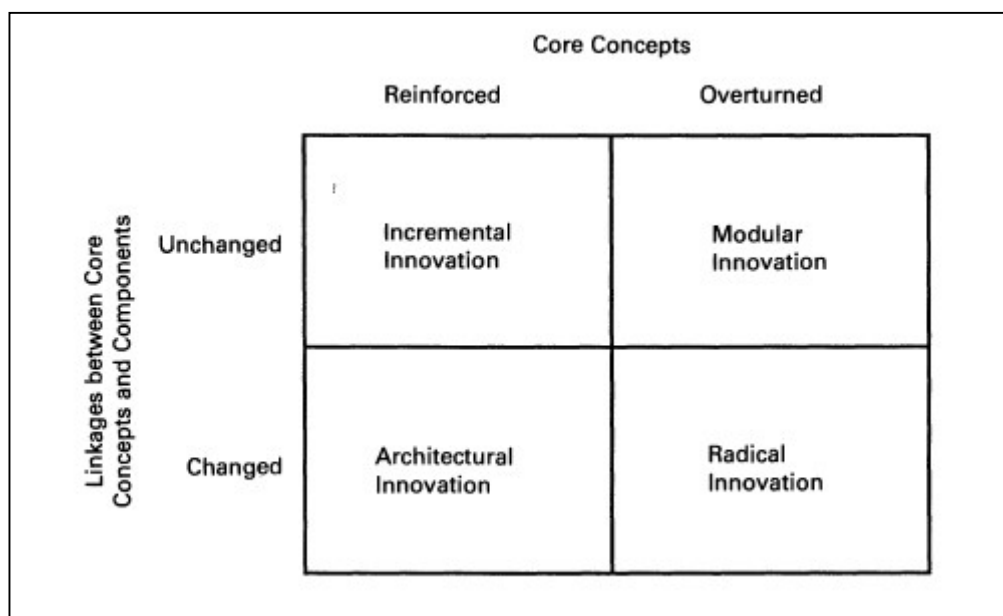 Core Concepts
Reinforced
Overturned
Linkages between Core
Concepts and Components
Unchanged
Incremental
Innovation
Modular
Innovation
Changed
Architectural
Innovation
Radical
Innovation